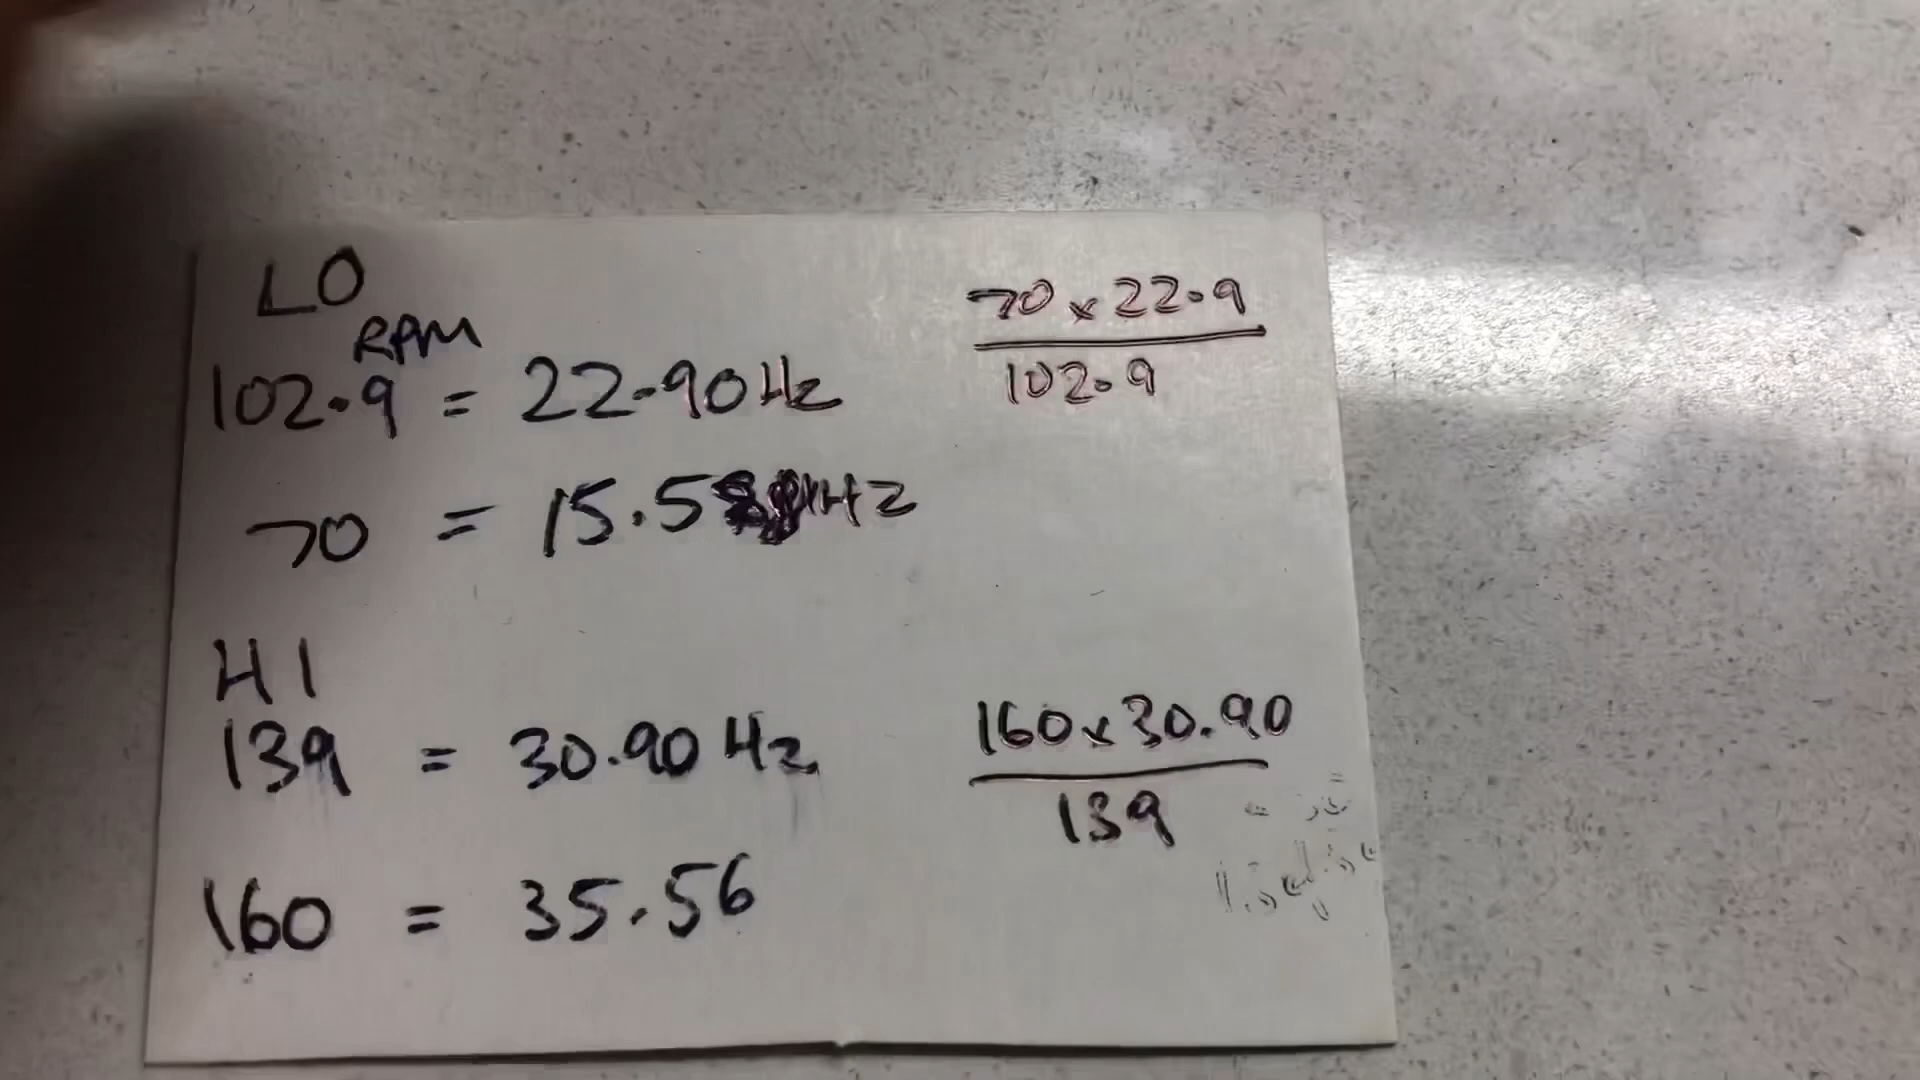 LO
RPM
102.9 = 22.90Hz
70 x 22.9
102.9
70 = 15.58 Hz
HI
139 = 30.90 Hz
160 x 30.90
139
160 = 35.56